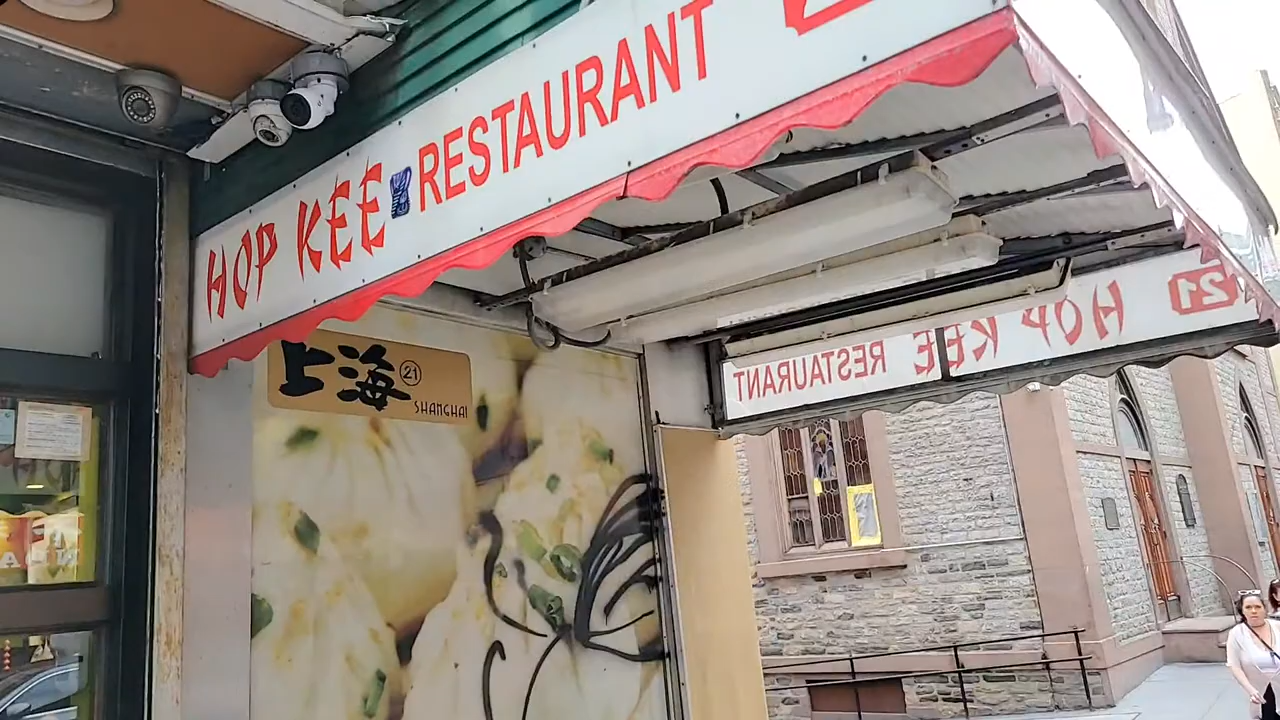 HOP KEE RESTAURANT
上海 21
SHANGHAI
21 HOP KEE RESTAURANT